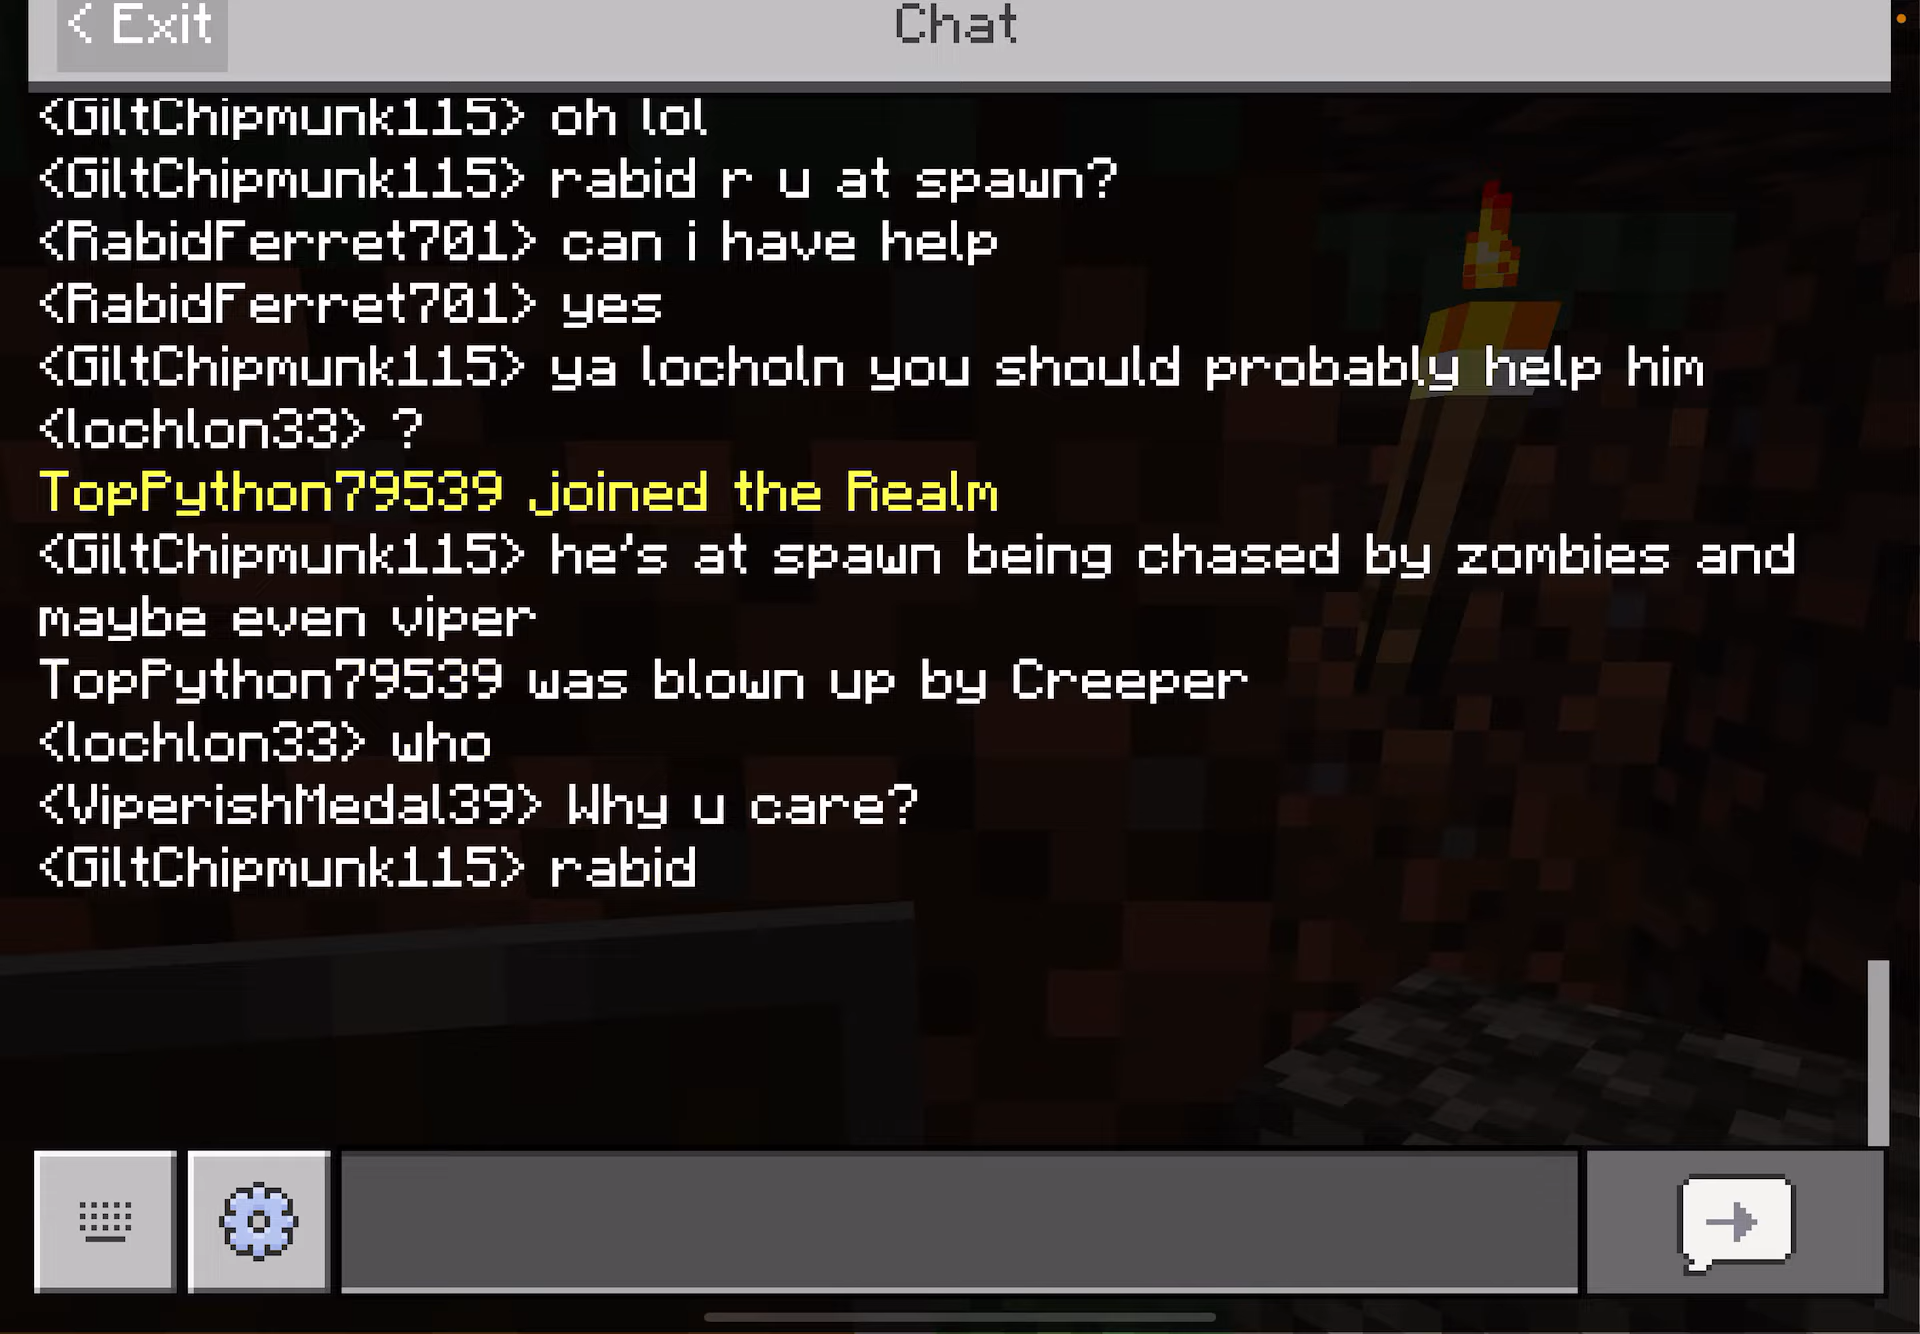 < Exit
Chat
<GiltChipmunk115> oh lol
<GiltChipmunk115> rabid r u at spawn?
<RabidFerret701> can i have help
<RabidFerret701> yes
<GiltChipmunk115> ya locholn you should probably help him
<lochlon33> ?
TopPython79539 joined the Realm
<GiltChipmunk115> he's at spawn being chased by zombies and
maybe even viper
TopPython79539 was blown up by Creeper
<lochlon33> who
<ViperishMedal39> Why u care?
<GiltChipmunk115> rabid